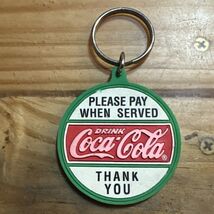 PLEASE PAY
WHEN SERVED
DRINK
Coca-Cola ®
THANK
YOU